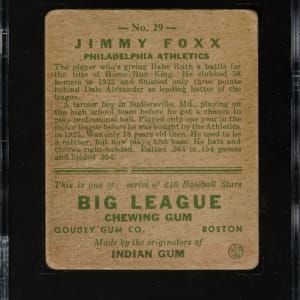 — No. 29 —
JIMMY FOXX
PHILADELPHIA ATHLETICS
The player who's giving Babe Ruth a battle for
the title of Home Run King. He clubbed 58
homers in 1932 and finished only three points
behind Dale Alexander as leading batter of the
league.
A farmer boy in Sudlersville, Md., playing on
the high school team before he got a chance to
play professional ball. Played only one year in the
minor league before he was bought by the Athletics
in 1925. Was only 18 years old then. He used to be
a catcher, but now plays first base. He bats and
throws right-handed. Batted .364 in 154 games
and fielded .994.
This is one of series of 240 Baseball Stars
BIG LEAGUE
CHEWING GUM
GOUDEY GUM CO. BOSTON
Made by the originators of
INDIAN GUM